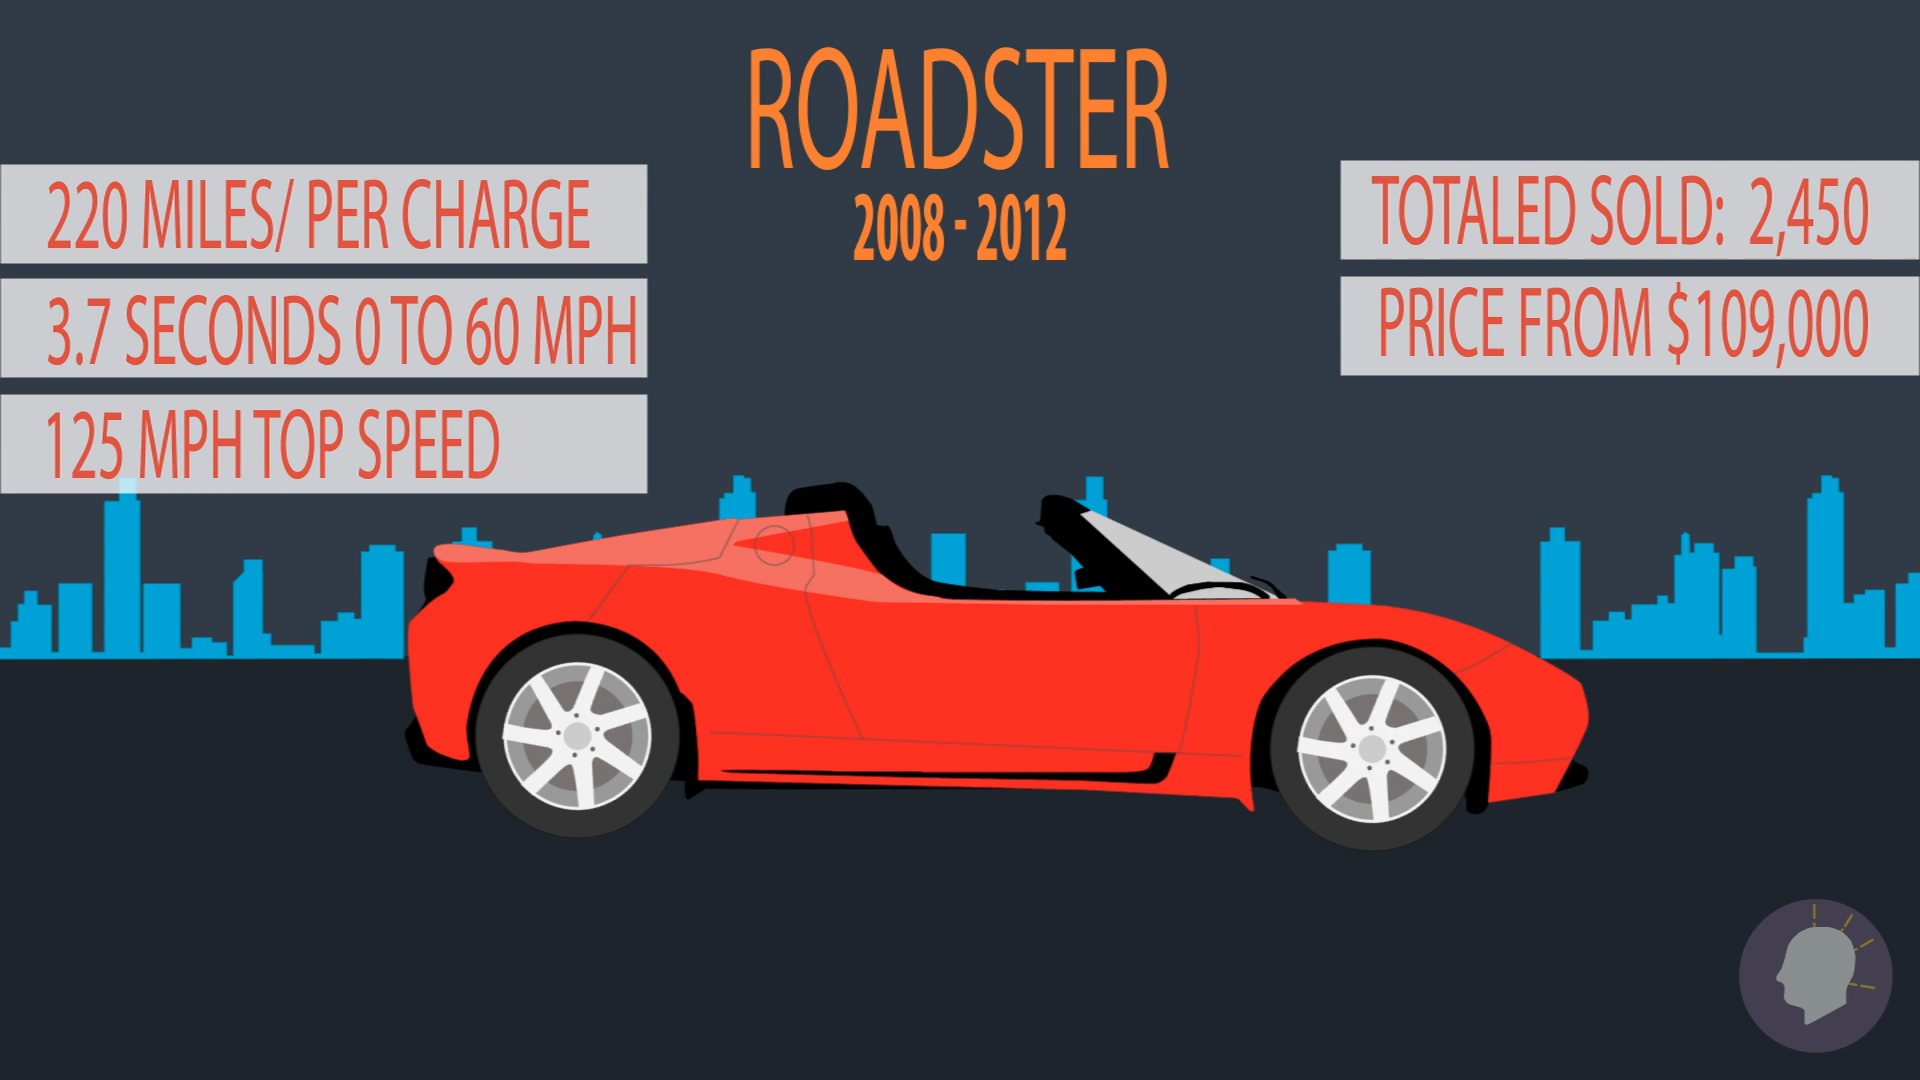 ROADSTER
2008 - 2012
220 MILES/ PER CHARGE
3.7 SECONDS 0 TO 60 MPH
125 MPH TOP SPEED
TOTALED SOLD: 2,450
PRICE FROM $109,000